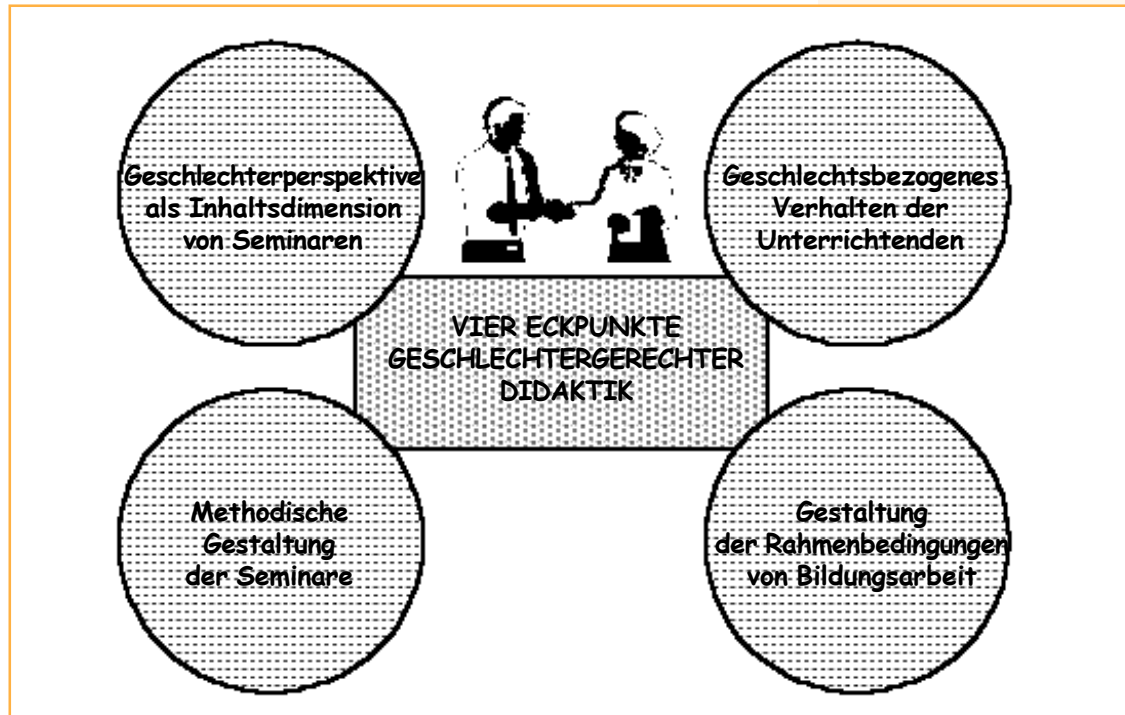 Geschlechterperspektive
als Inhaltsdimension
von Seminaren
Geschlechtsbezogenes
Verhalten der
Unterrichtenden
VIER ECKPUNKTE
GESCHLECHTERGERECHTER
DIDAKTIK
Methodische
Gestaltung
der Seminare
Gestaltung
der Rahmenbedingungen
von Bildungsarbeit